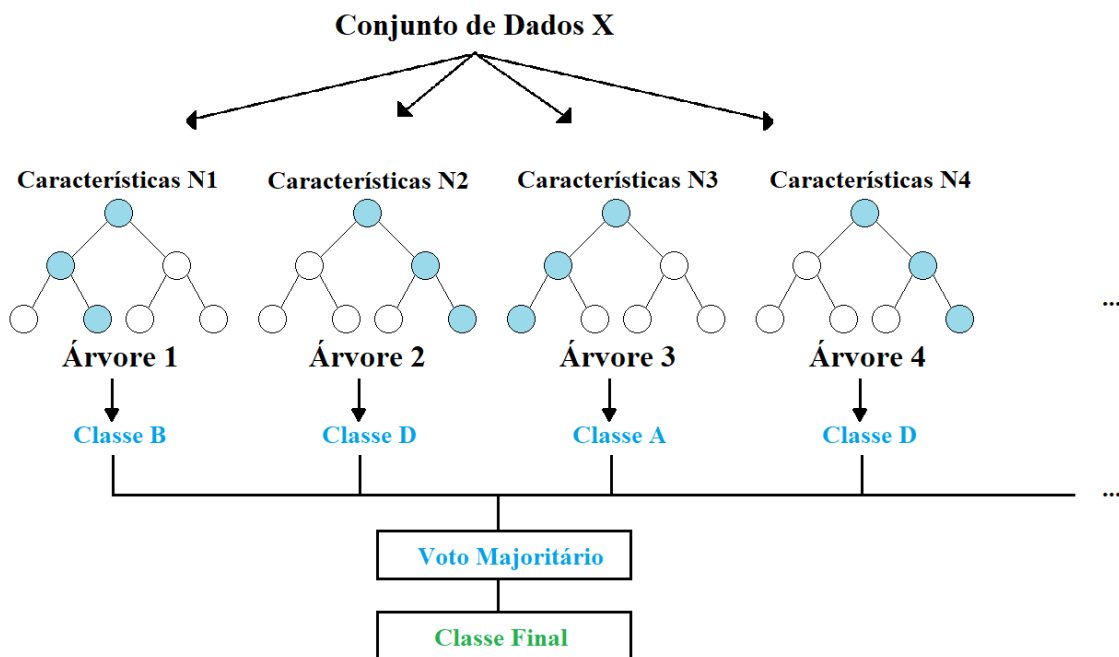 Conjunto de Dados X
Características N1 Características N2 Características N3 Características N4
...
Árvore 1 Árvore 2 Árvore 3 Árvore 4
Classe B Classe D Classe A Classe D
...
Voto Majoritário
Classe Final